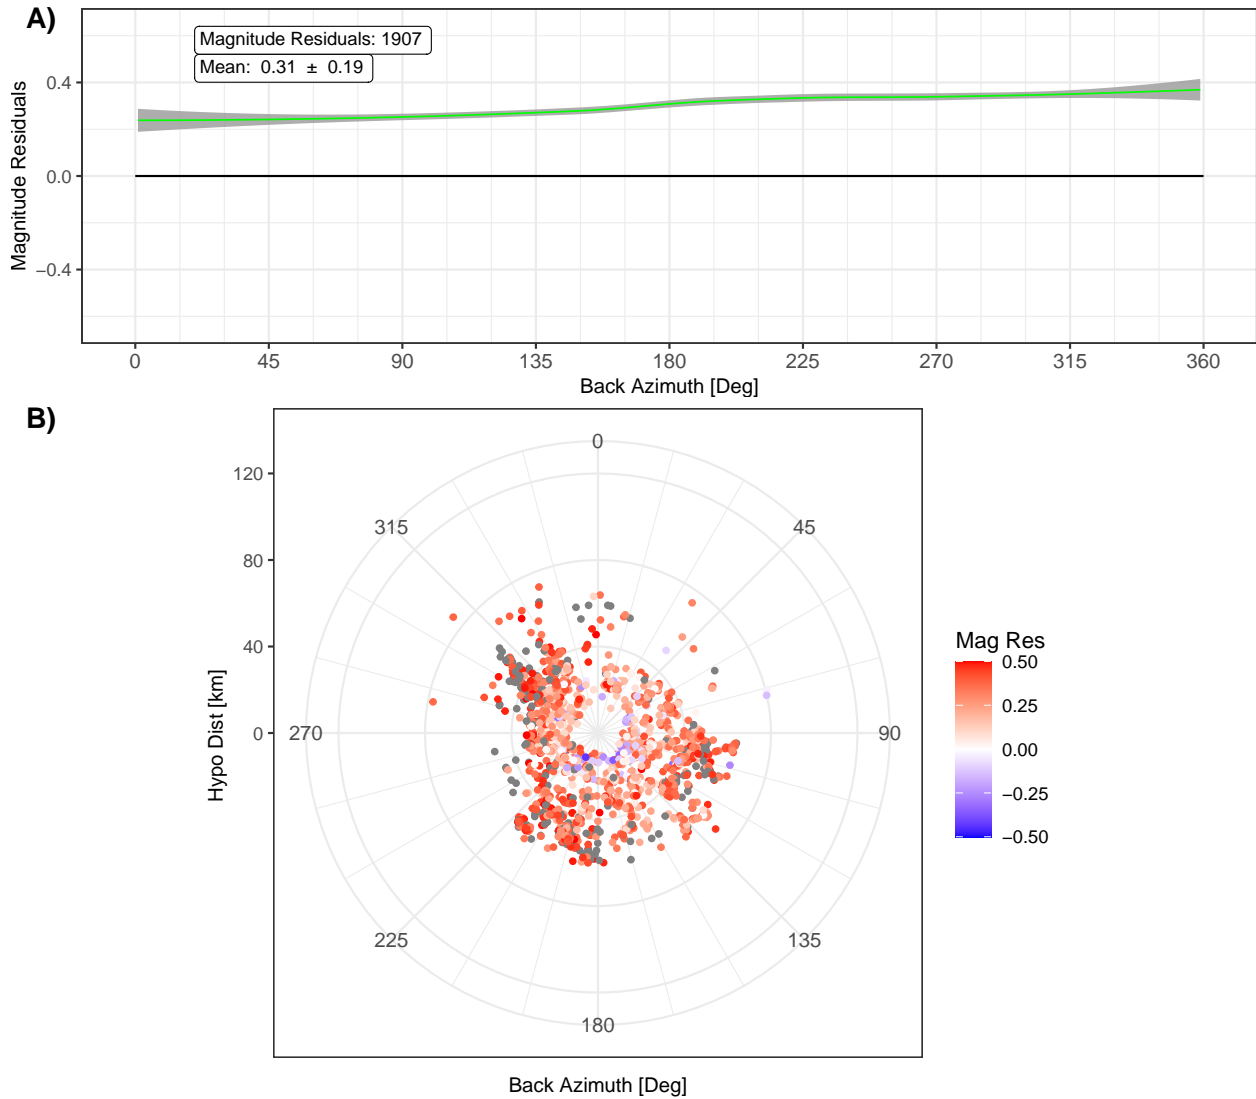 A)
Magnitude Residuals: 1907
Mean: 0.31 ± 0.19
Magnitude Residuals
0.4
0.0
−0.4
0 45 90 135 180 225 270 315 360
Back Azimuth [Deg]
B)
Hypo Dist [km]
120
80
40
0
0
45
90
135
180
225
270
315
Back Azimuth [Deg]
Mag Res
0.50
0.25
0.00
−0.25
−0.50